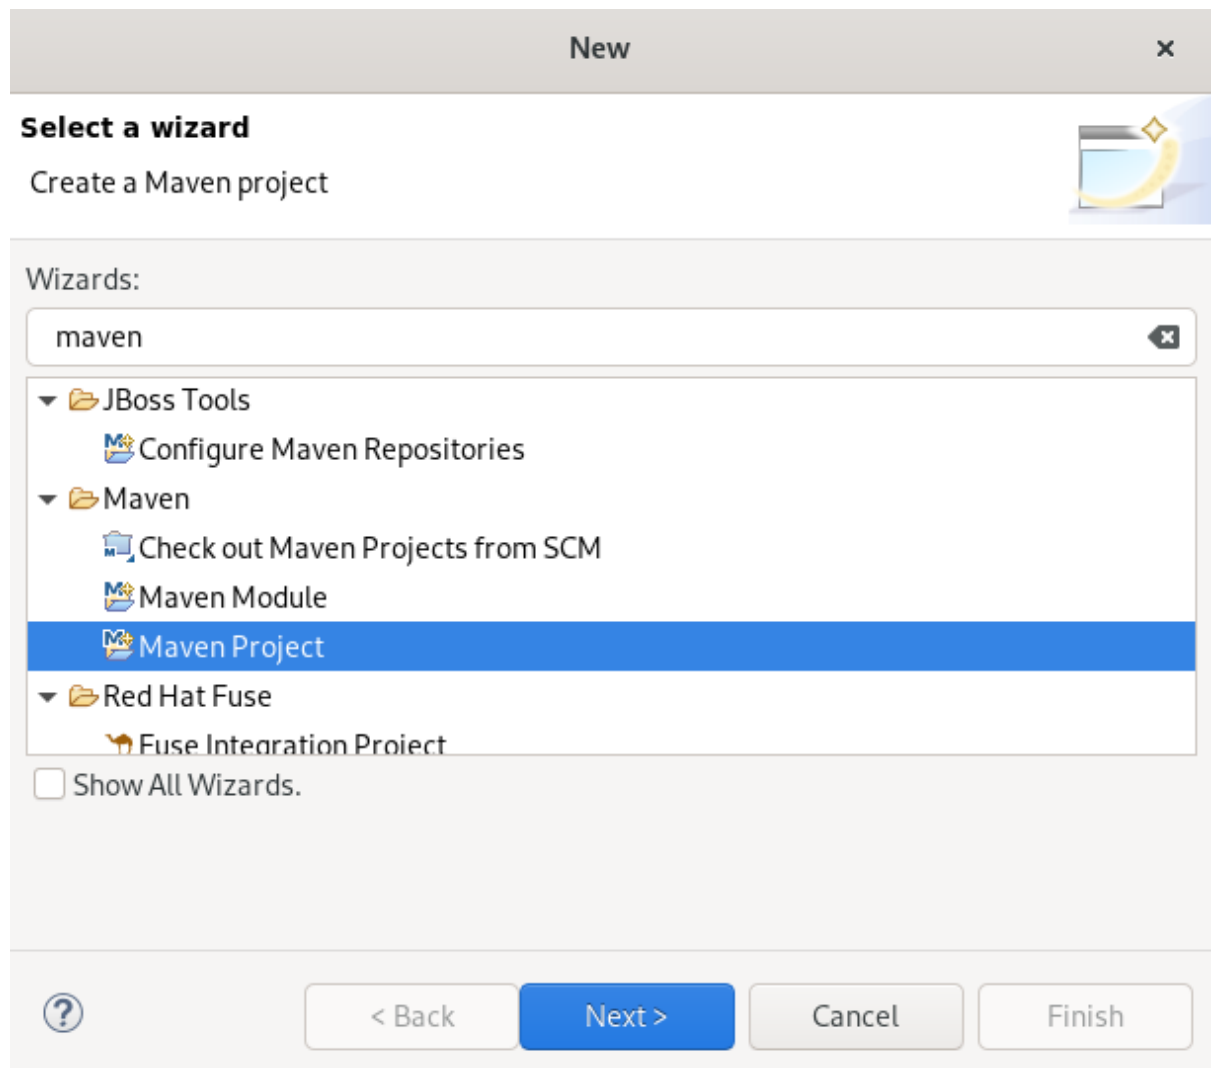 New
Select a wizard
Create a Maven project
Wizards:
maven
JBoss Tools
Configure Maven Repositories
Maven
Check out Maven Projects from SCM
Maven Module
Maven Project
Red Hat Fuse
Fuse Integration Project
Show All Wizards.
< Back
Next >
Cancel
Finish